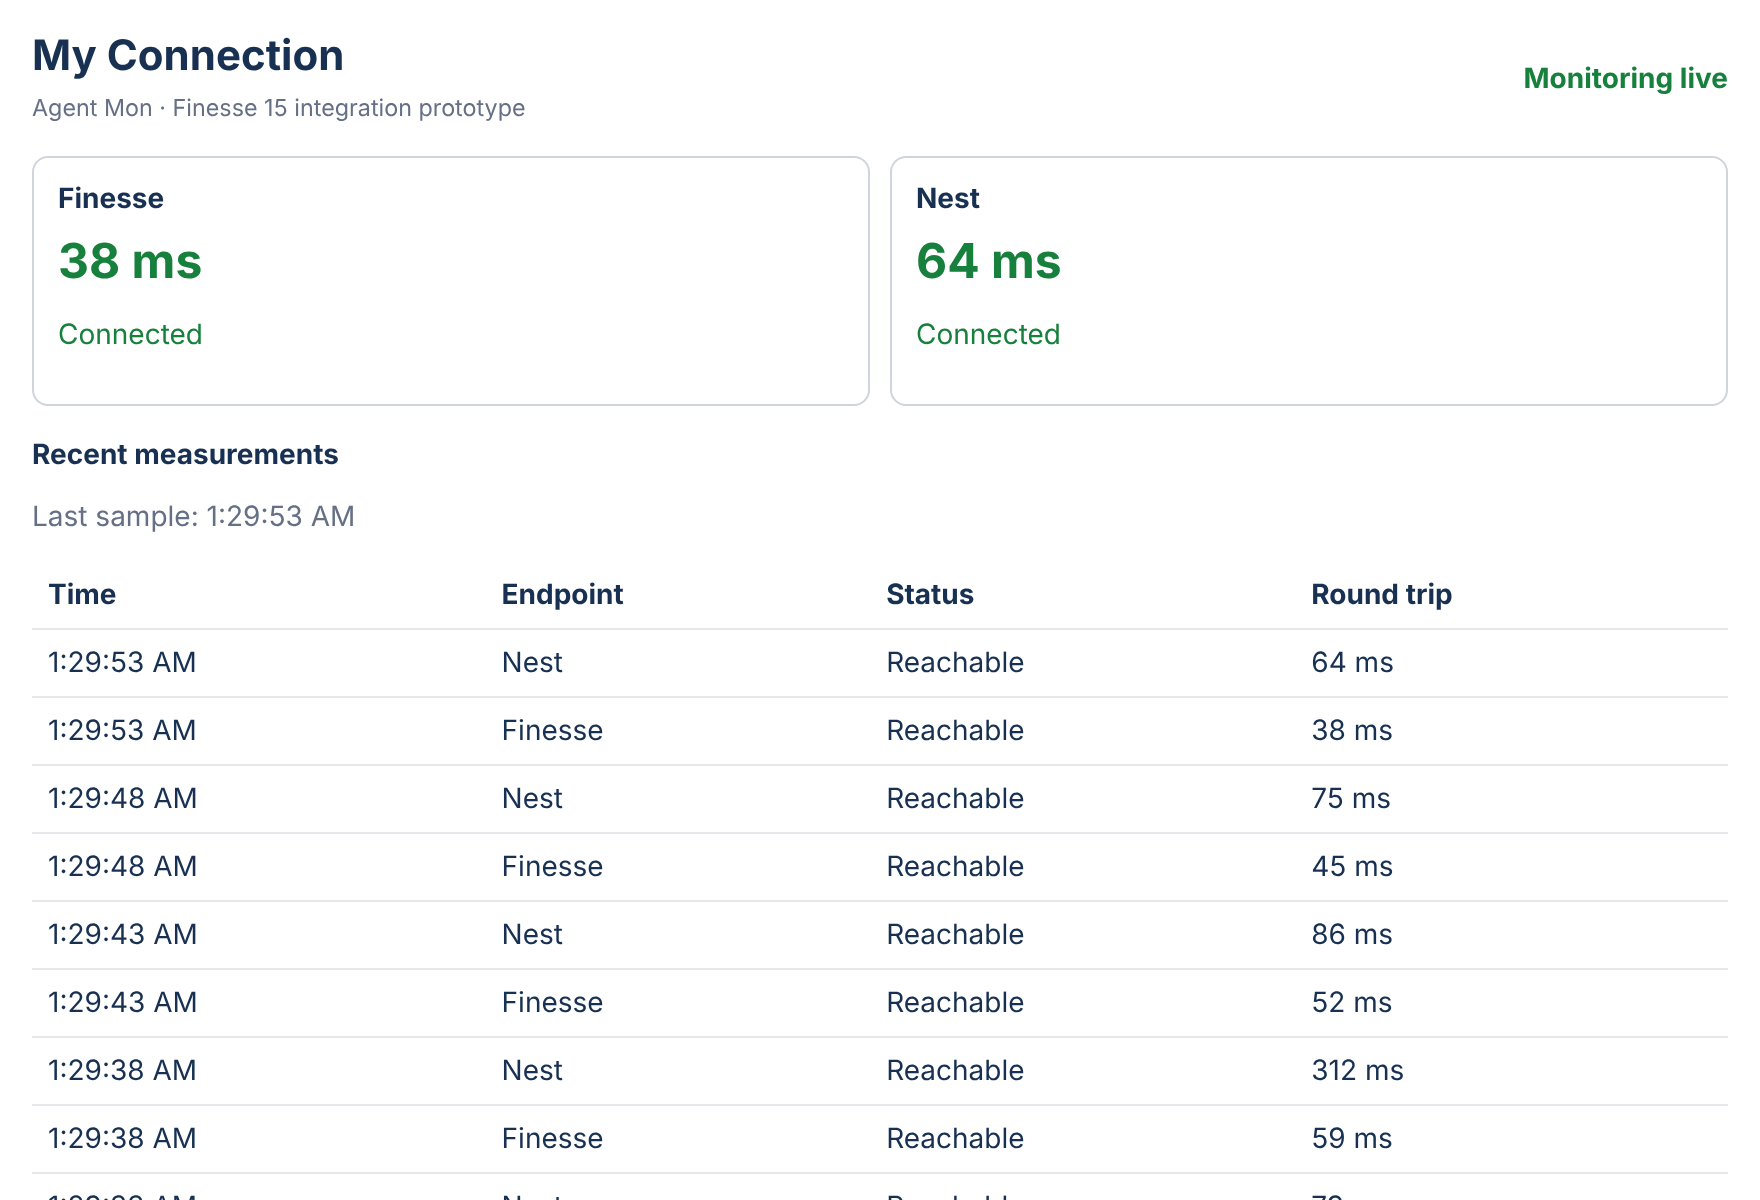 My Connection
Agent Mon · Finesse 15 integration prototype
Monitoring live
Finesse
38 ms
Connected
Nest
64 ms
Connected
Recent measurements
Last sample: 1:29:53 AM
Time Endpoint Status Round trip
1:29:53 AM Nest Reachable 64 ms
1:29:53 AM Finesse Reachable 38 ms
1:29:48 AM Nest Reachable 75 ms
1:29:48 AM Finesse Reachable 45 ms
1:29:43 AM Nest Reachable 86 ms
1:29:43 AM Finesse Reachable 52 ms
1:29:38 AM Nest Reachable 312 ms
1:29:38 AM Finesse Reachable 59 ms